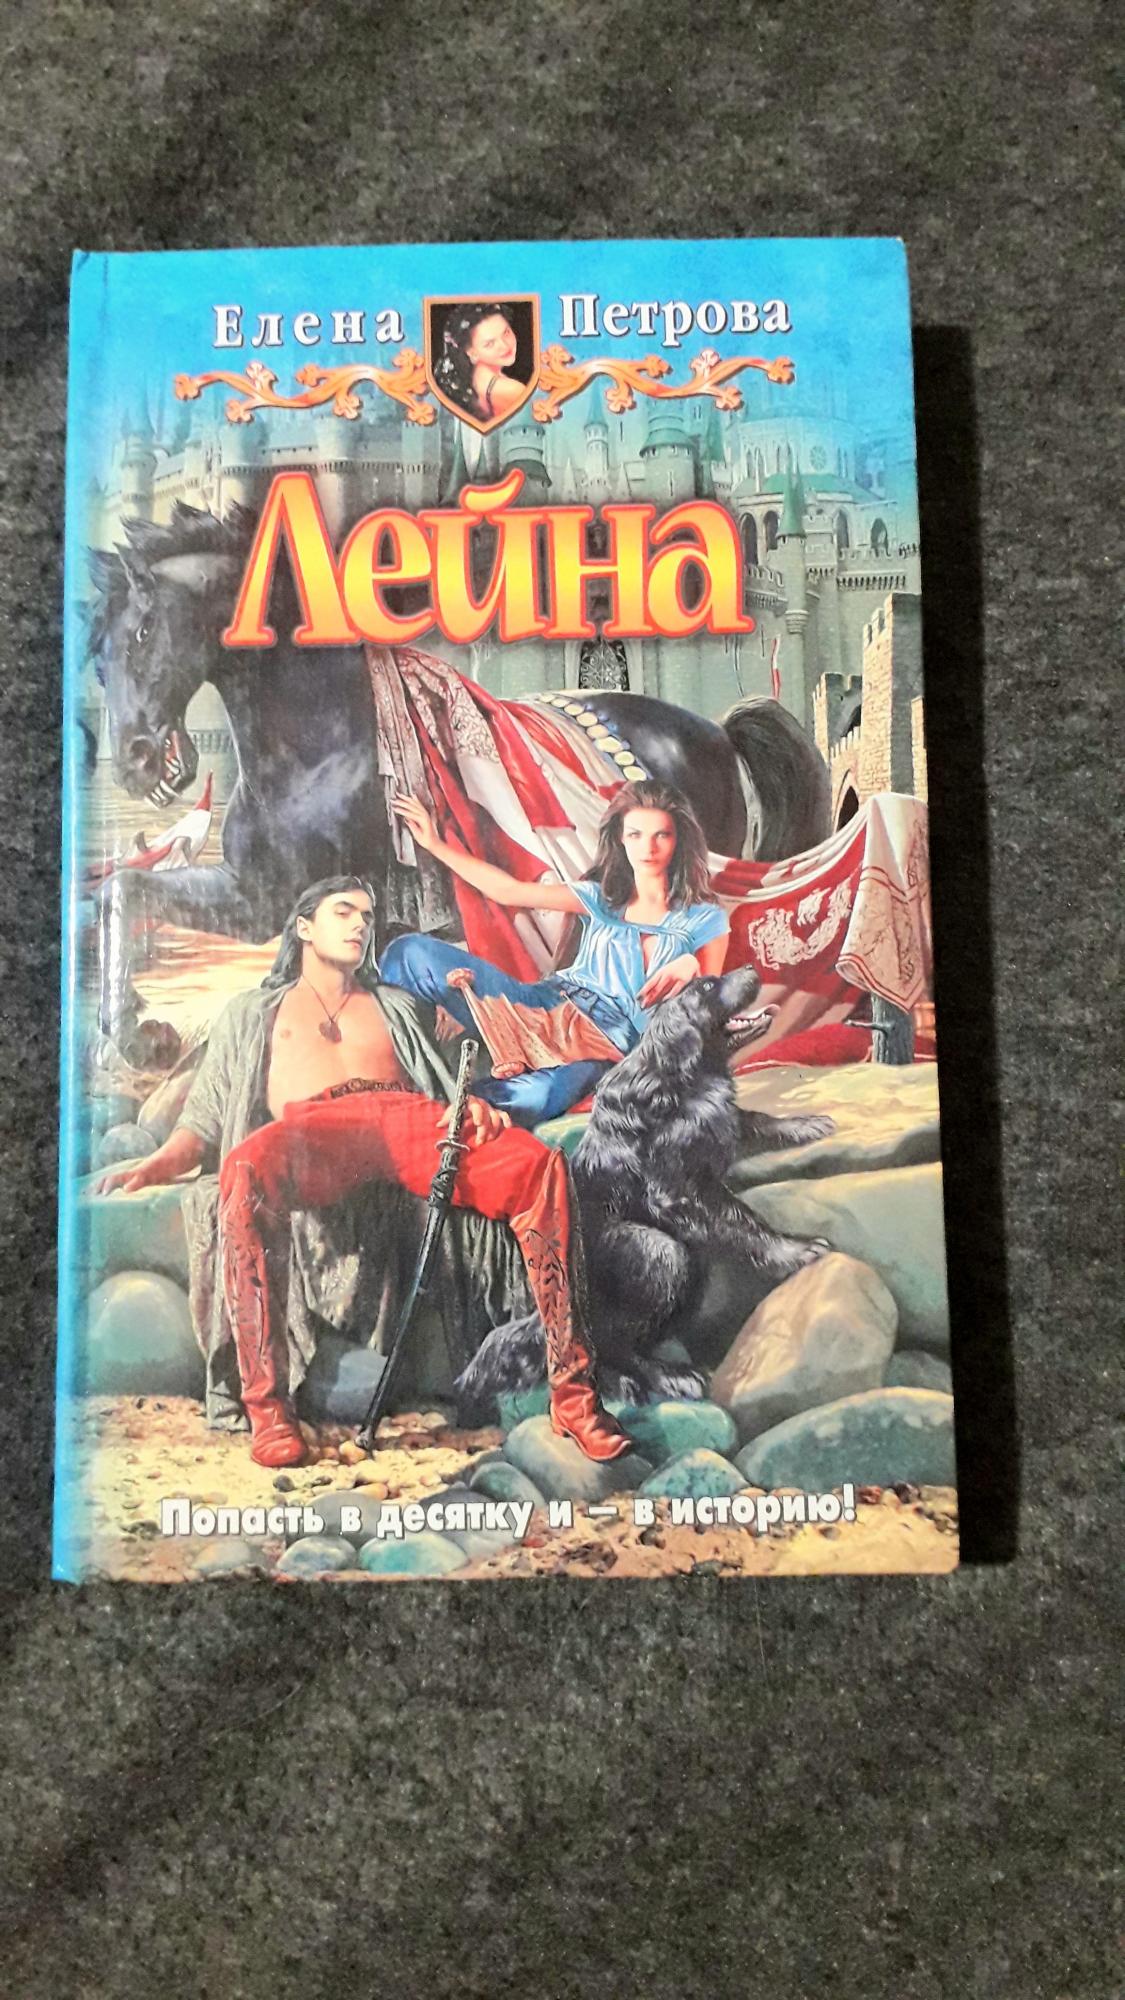 Елена Петрова
Лейна
Попасть в десятку и – в историю!